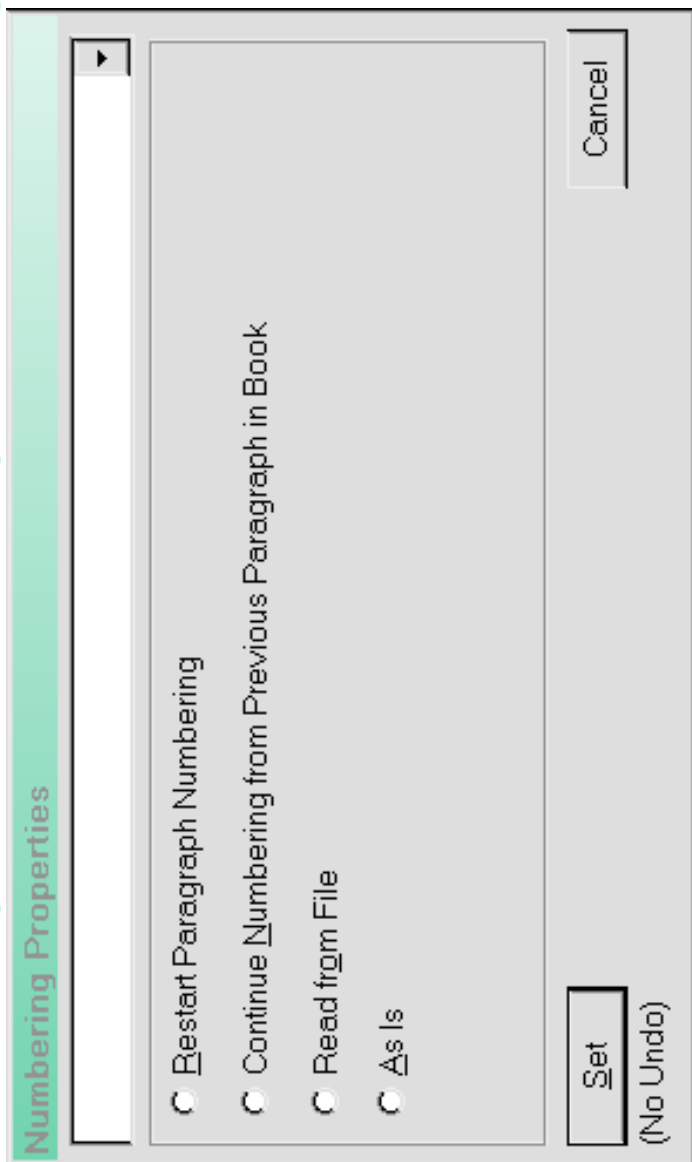 Numbering Properties
Restart Paragraph Numbering
Continue Numbering from Previous Paragraph in Book
Read from File
As Is
Set
Cancel
(No Undo)